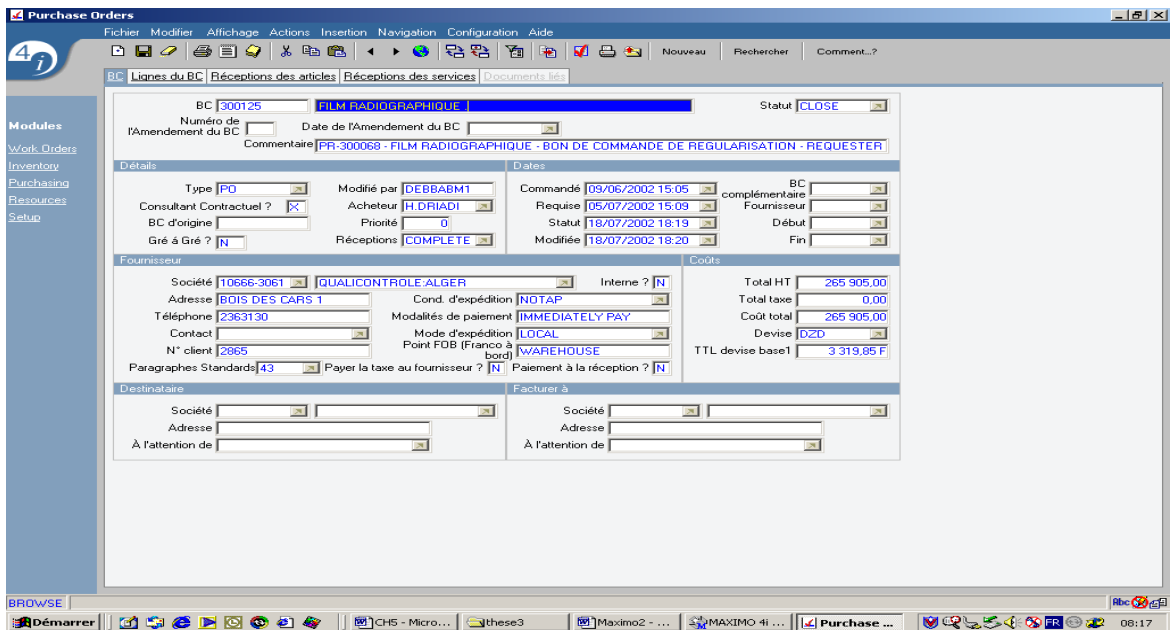 Purchase Orders
Fichier Modifier Affichage Actions Insertion Navigation Configuration Aide
4i
Nouveau Rechercher Comment...?
BC Lignes du BC Réceptions des articles Réceptions des services Documents liés
BC 300125 FILM RADIOGRAPHIQUE . Statut CLOSE
Modules
Work Orders
Inventory
Purchasing
Resources
Setup
Numéro de l'Amendement du BC Date de l'Amendement du BC
Commentaire PR-300068 - FILM RADIOGRAPHIQUE - BON DE COMMANDE DE REGULARISATION - REQUESTER
Détails Dates
Type PO Modifié par DEBBABM1 Commandé 09/06/2002 15:05 BC complémentaire
Consultant Contractuel ? X Acheteur H.DRIADI Requise 05/07/2002 15:09 Fournisseur
BC d'origine Priorité 0 Statut 18/07/2002 18:19 Début
Gré á Gré ? N Réceptions COMPLETE Modifiée 18/07/2002 18:20 Fin
Fournisseur Coûts
Société 10666-3061 QUALICONTROLE:ALGER Interne ? N Total HT 265 905,00
Adresse BOIS DES CARS 1 Cond. d'expédition NOTAP Total taxe 0,00
Téléphone 2363130 Modalités de paiement IMMEDIATELY PAY Coût total 265 905,00
Contact Mode d'expédition LOCAL Devise DZD
N° client 2865 Point FOB (Franco à bord) WAREHOUSE TTL devise base1 3 319,85 F
Paragraphes Standards 43 Payer la taxe au fournisseur ? N Paiement à la réception ? N
Destinataire Facturer à
Société Société
Adresse Adresse
À l'attention de À l'attention de
BROWSE Abc
Démarrer CH5 - Micro... these3 Maximo2 - ... MAXIMO 4i ... Purchase ... FR 08:17